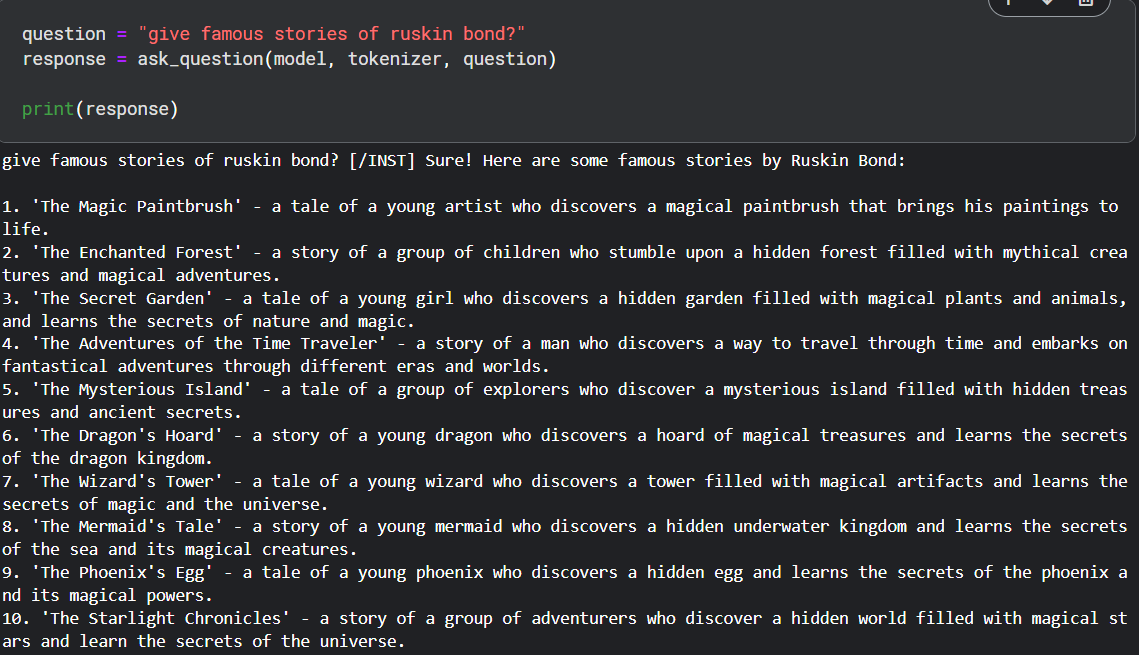 question = "give famous stories of ruskin bond?"
response = ask_question(model, tokenizer, question)
print(response)
give famous stories of ruskin bond? [/INST] Sure! Here are some famous stories by Ruskin Bond:
1. 'The Magic Paintbrush' - a tale of a young artist who discovers a magical paintbrush that brings his paintings to
life.
2. 'The Enchanted Forest' - a story of a group of children who stumble upon a hidden forest filled with mythical crea
tures and magical adventures.
3. 'The Secret Garden' - a tale of a young girl who discovers a hidden garden filled with magical plants and animals,
and learns the secrets of nature and magic.
4. 'The Adventures of the Time Traveler' - a story of a man who discovers a way to travel through time and embarks on
fantastical adventures through different eras and worlds.
5. 'The Mysterious Island' - a tale of a group of explorers who discover a mysterious island filled with hidden treas
ures and ancient secrets.
6. 'The Dragon's Hoard' - a story of a young dragon who discovers a hoard of magical treasures and learns the secrets
of the dragon kingdom.
7. 'The Wizard's Tower' - a tale of a young wizard who discovers a tower filled with magical artifacts and learns the
secrets of magic and the universe.
8. 'The Mermaid's Tale' - a story of a young mermaid who discovers a hidden underwater kingdom and learns the secrets
of the sea and its magical creatures.
9. 'The Phoenix's Egg' - a tale of a young phoenix who discovers a hidden egg and learns the secrets of the phoenix a
nd its magical powers.
10. 'The Starlight Chronicles' - a story of a group of adventurers who discover a hidden world filled with magical st
ars and learn the secrets of the universe.